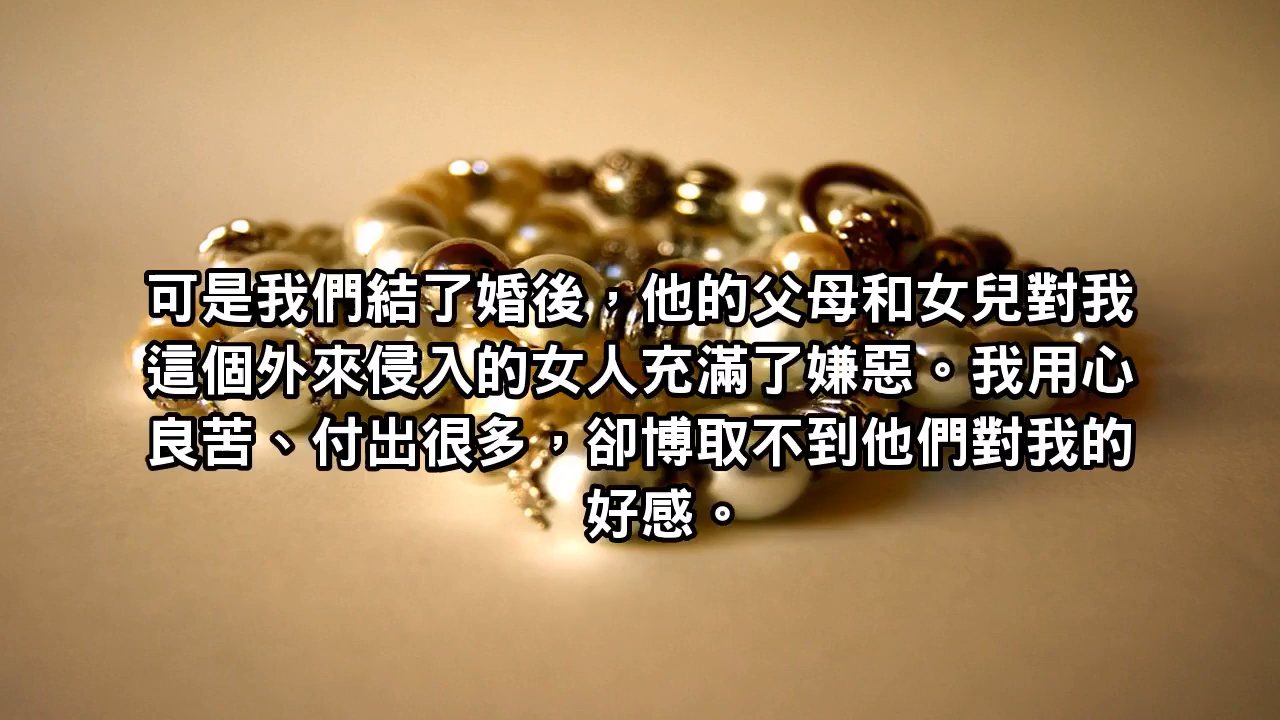 可是我們結了婚後，他的父母和女兒對我
這個外來侵入的女人充滿了嫌惡。我用心
良苦、付出很多，卻博取不到他們對我的
好感。